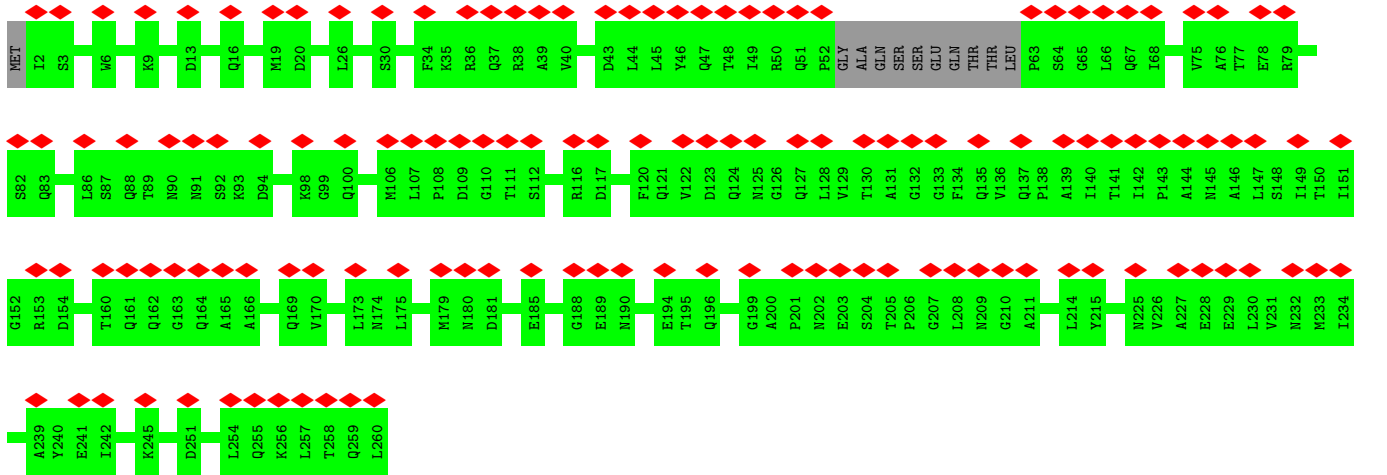 MET I2 S3 W6 K9 D13 Q16 M19 D20 L26 S30 F34 K35 R36 Q37 R38 A39 V40 D43 L44 L45 Y46 Q47 T48 I49 R50 Q51 P52 GLY ALA GLN SER SER GLU GLN THR THR LEU P63 S64 G65 L66 Q67 I68 V75 A76 T77 E78 R79
S82 Q83 L86 S87 Q88 T89 N90 N91 S92 K93 D94 K98 G99 Q100 M106 L107 P108 D109 G110 T111 S112 R116 D117 F120 Q121 V122 D123 Q124 N125 G126 Q127 L128 V129 T130 A131 G132 G133 F134 Q135 V136 Q137 P138 A139 I140 T141 I142 P143 A144 N145 A146 L147 S148 I149 T150 I151
G152 R153 D154 T160 Q161 Q162 G163 Q164 A165 A166 Q169 V170 L173 N174 L175 M179 N180 D181 E185 G188 E189 N190 E194 T195 Q196 G199 A200 P201 N202 E203 S204 T205 P206 G207 L208 N209 G210 A211 L214 Y215 N225 V226 A227 E228 E229 L230 V231 N232 M233 I234
A239 Y240 E241 I242 K245 D251 L254 Q255 K256 L257 T258 Q259 L260